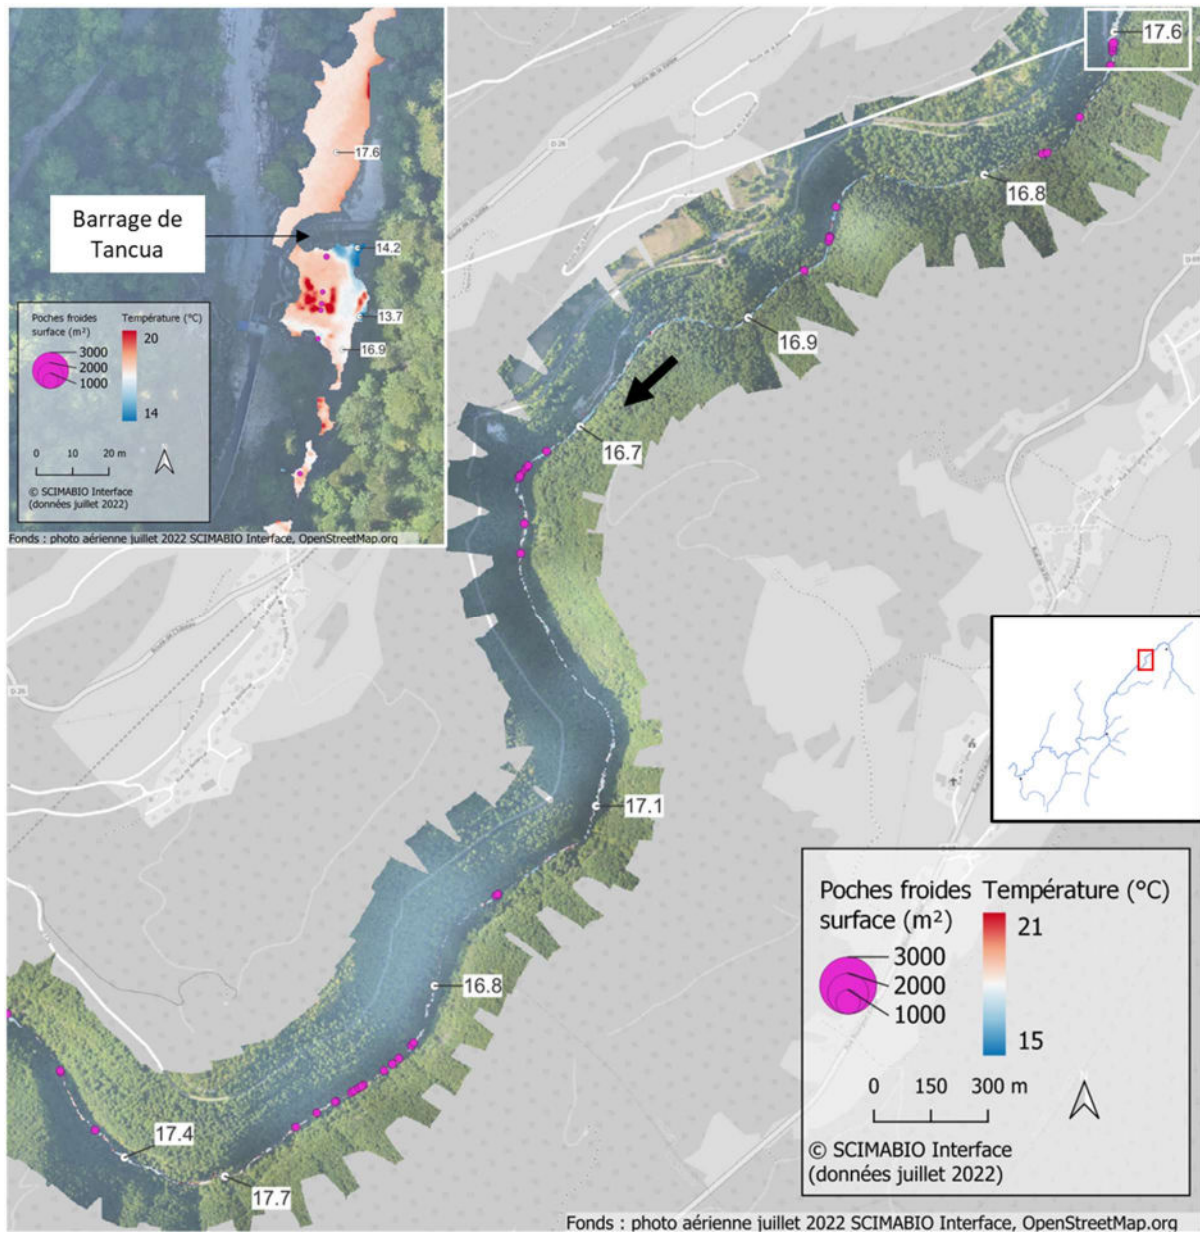 17.6
Barrage de
Tancua
14.2
13.7
16.9
Poches froides
surface (m²)
3000
2000
1000
Température (°C)
20
14
0 10 20 m
© SCIMABIO Interface
(données juillet 2022)
Fonds : photo aérienne juillet 2022 SCIMABIO Interface, OpenStreetMap.org
D 26
17.6
16.8
16.9
16.7
D 26
17.1
16.8
17.4
17.7
Poches froides
surface (m²)
3000
2000
1000
Température (°C)
21
15
0 150 300 m
© SCIMABIO Interface
(données juillet 2022)
Fonds : photo aérienne juillet 2022 SCIMABIO Interface, OpenStreetMap.org